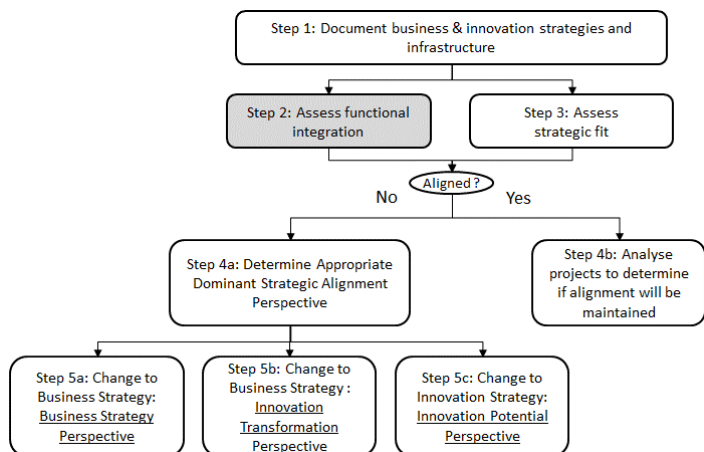 Step 1: Document business & innovation strategies and
infrastructure
Step 2: Assess functional
integration
Step 3: Assess
strategic fit
Aligned ?
No
Yes
Step 4a: Determine Appropriate
Dominant Strategic Alignment
Perspective
Step 4b: Analyse
projects to determine
if alignment will be
maintained
Step 5a: Change to
Business Strategy:
Business Strategy
Perspective
Step 5b: Change to
Business Strategy :
Innovation
Transformation
Perspective
Step 5c: Change to
Innovation Strategy:
Innovation Potential
Perspective